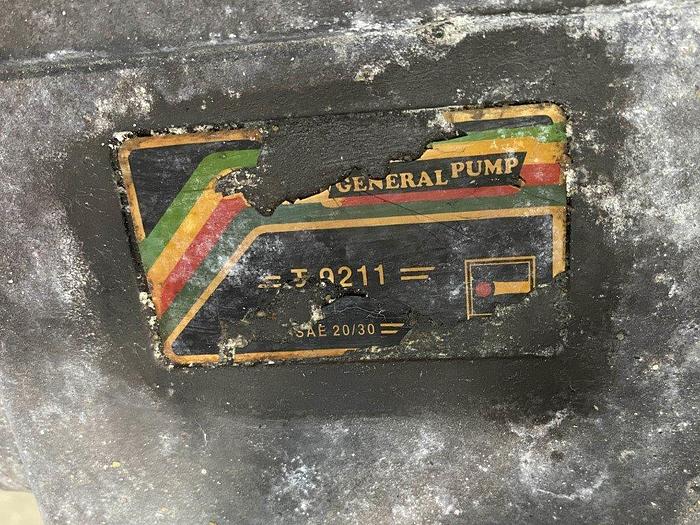 GENERAL PUMP
T 9211
SAE 20/30